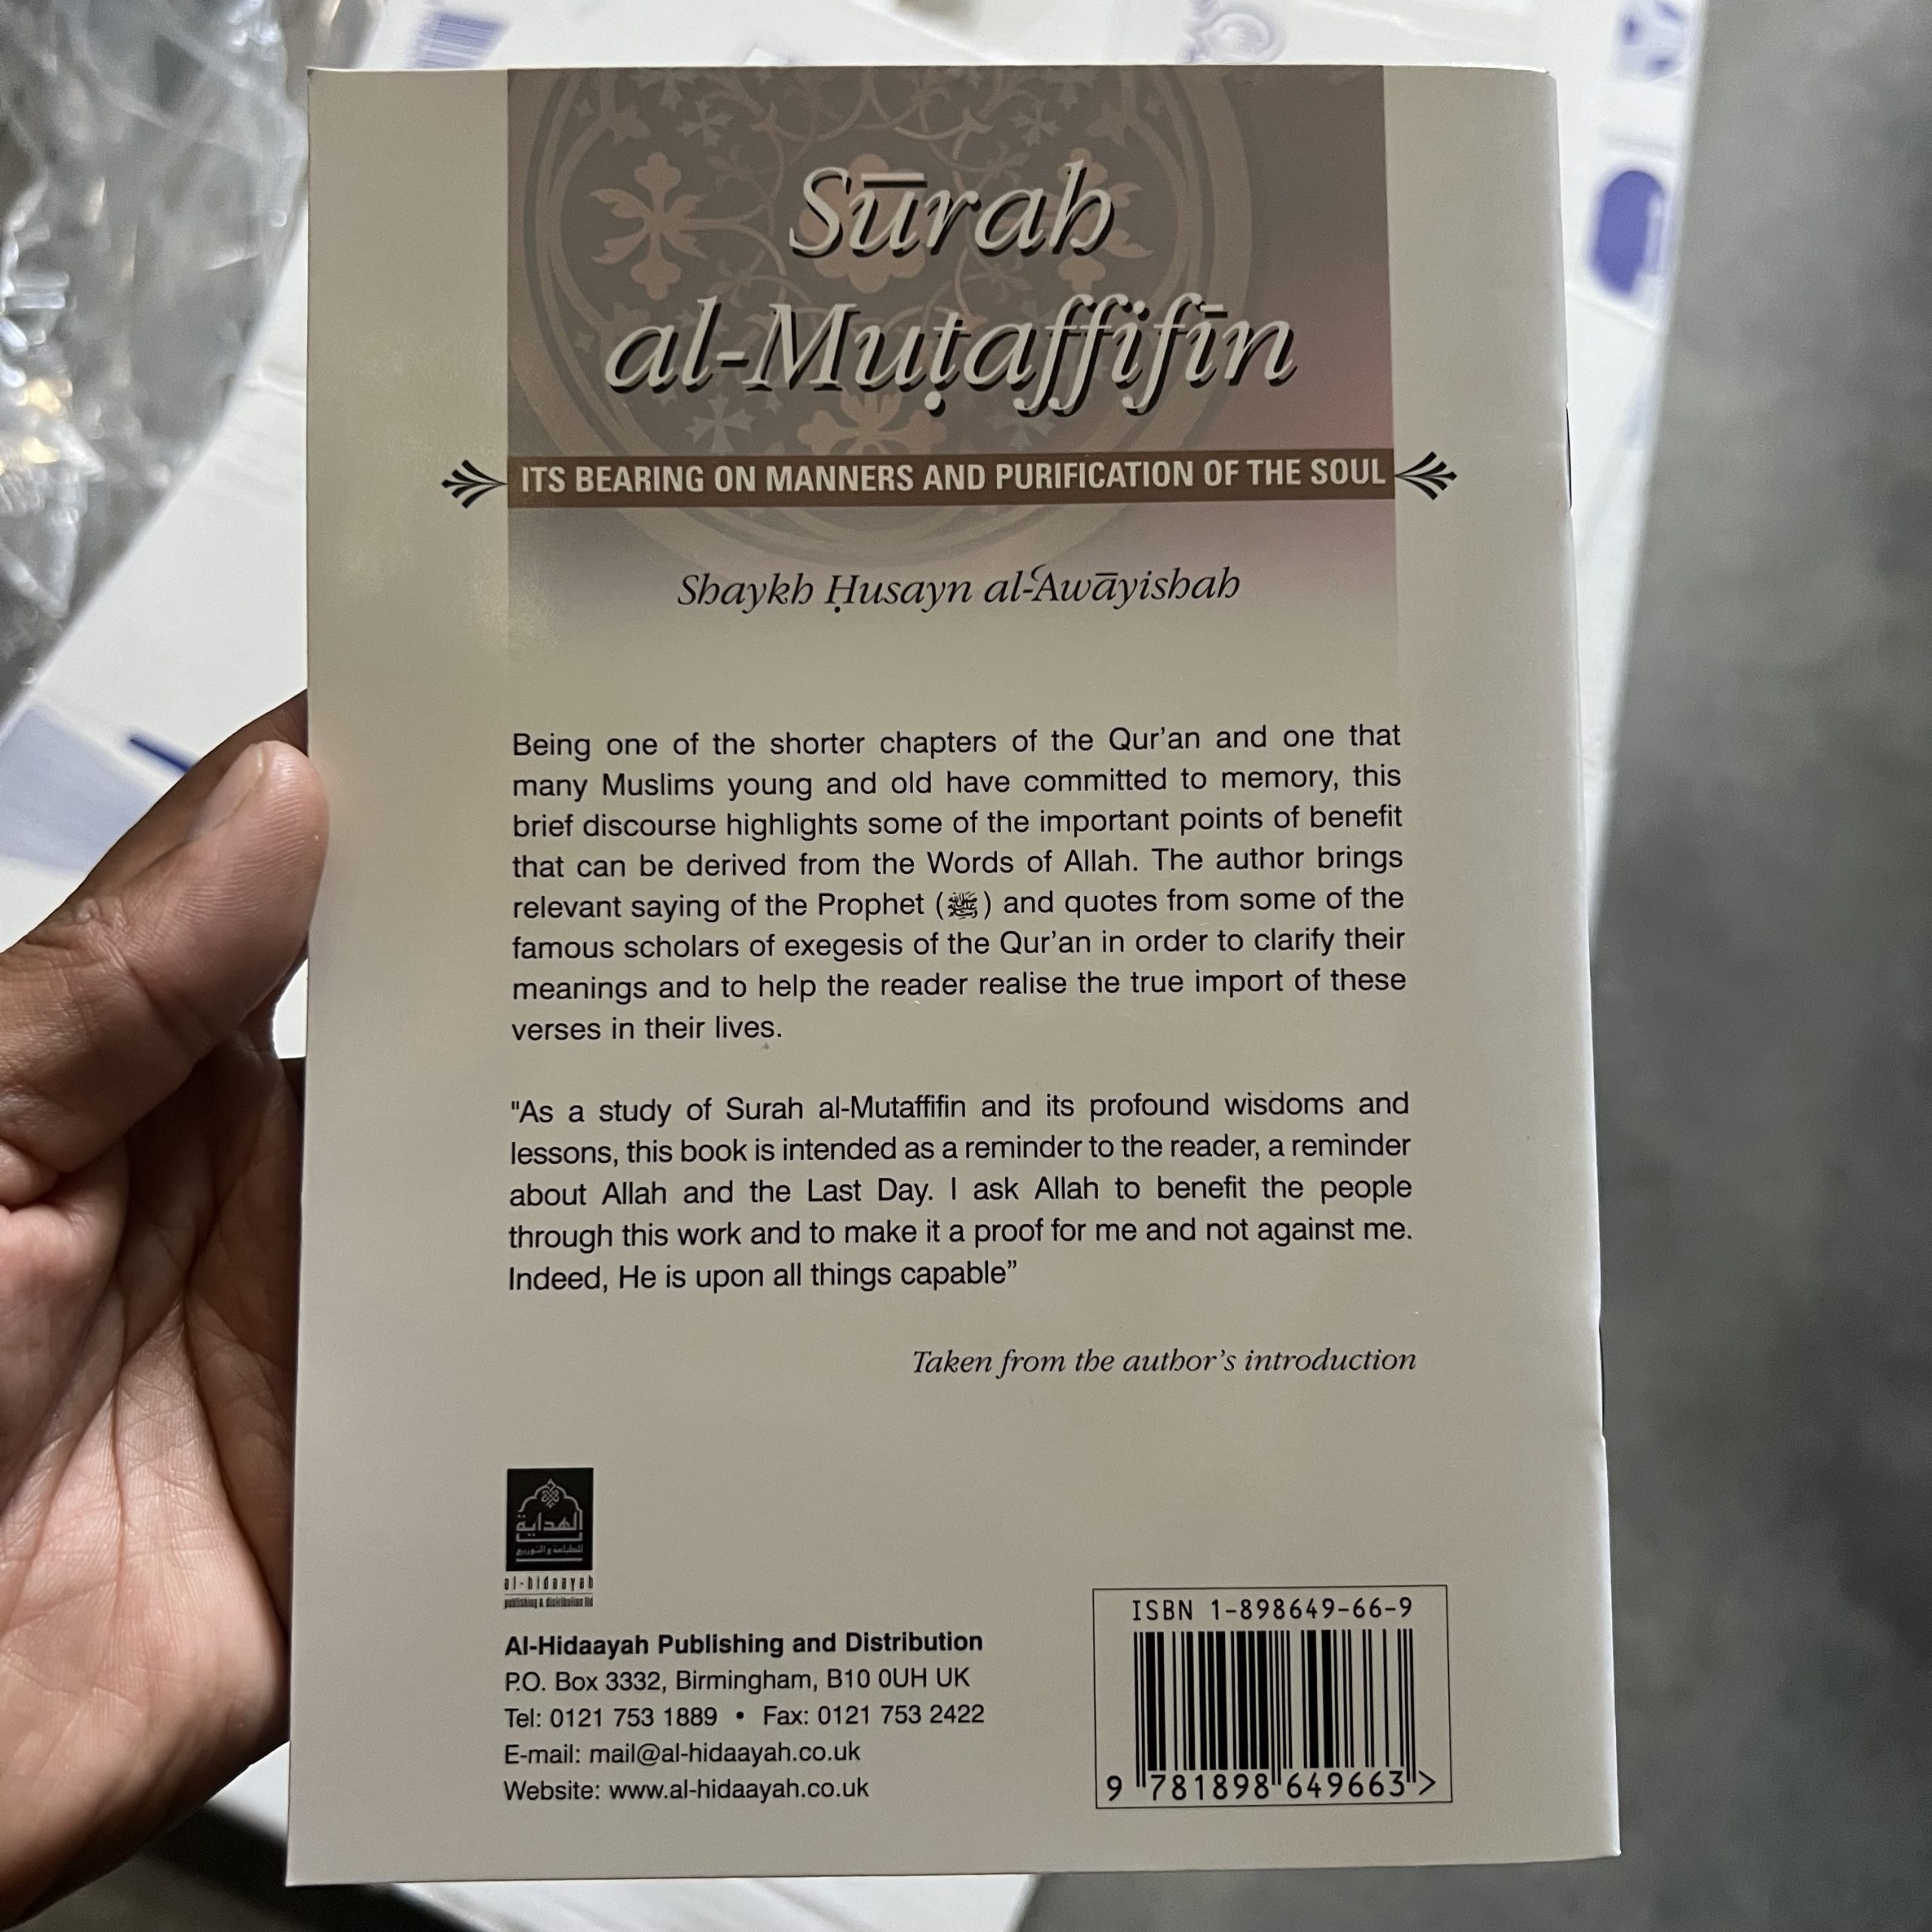 Sūrah
al-Muṭaffifīn
ITS BEARING ON MANNERS AND PURIFICATION OF THE SOUL
Shaykh Ḥusayn al-ʿAwāyishah
Being one of the shorter chapters of the Qur’an and one that
many Muslims young and old have committed to memory, this
brief discourse highlights some of the important points of benefit
that can be derived from the Words of Allah. The author brings
relevant saying of the Prophet (ﷺ) and quotes from some of the
famous scholars of exegesis of the Qur’an in order to clarify their
meanings and to help the reader realise the true import of these
verses in their lives.
"As a study of Surah al-Mutaffifin and its profound wisdoms and
lessons, this book is intended as a reminder to the reader, a reminder
about Allah and the Last Day. I ask Allah to benefit the people
through this work and to make it a proof for me and not against me.
Indeed, He is upon all things capable”
Taken from the author’s introduction
الهداية
للطباعة و التوزيع
al-hidaayah
publishing & distribution ltd
Al-Hidaayah Publishing and Distribution
P.O. Box 3332, Birmingham, B10 0UH UK
Tel: 0121 753 1889 • Fax: 0121 753 2422
E-mail: mail@al-hidaayah.co.uk
Website: www.al-hidaayah.co.uk
ISBN 1-898649-66-9
9 781898 649663 >